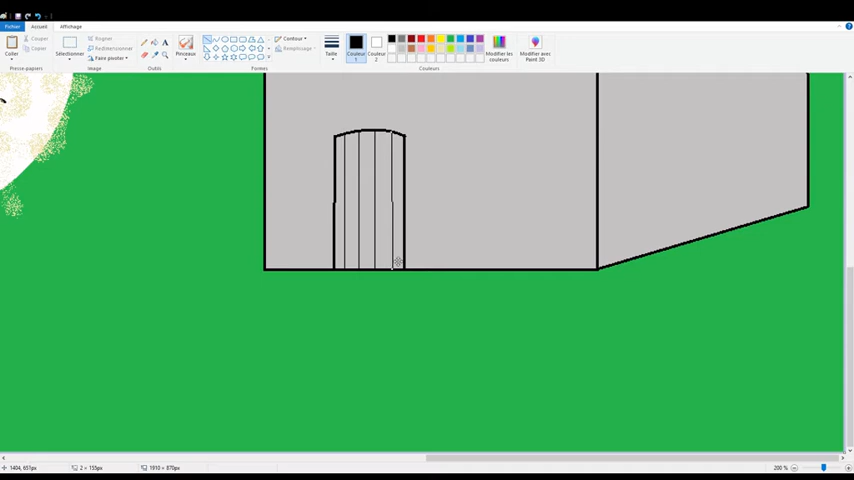 Fichier Accueil Affichage
Coller
Couper
Copier
Presse-papiers
Sélectionner
Rogner
Redimensionner
Faire pivoter
Image
Outils
Pinceaux
Contour
Remplissage
Formes
Taille
Couleur 1
Couleur 2
Modifier les couleurs
Couleurs
Modifier avec Paint 3D
1404, 651px
2 × 155px
1910 × 870px
200 %